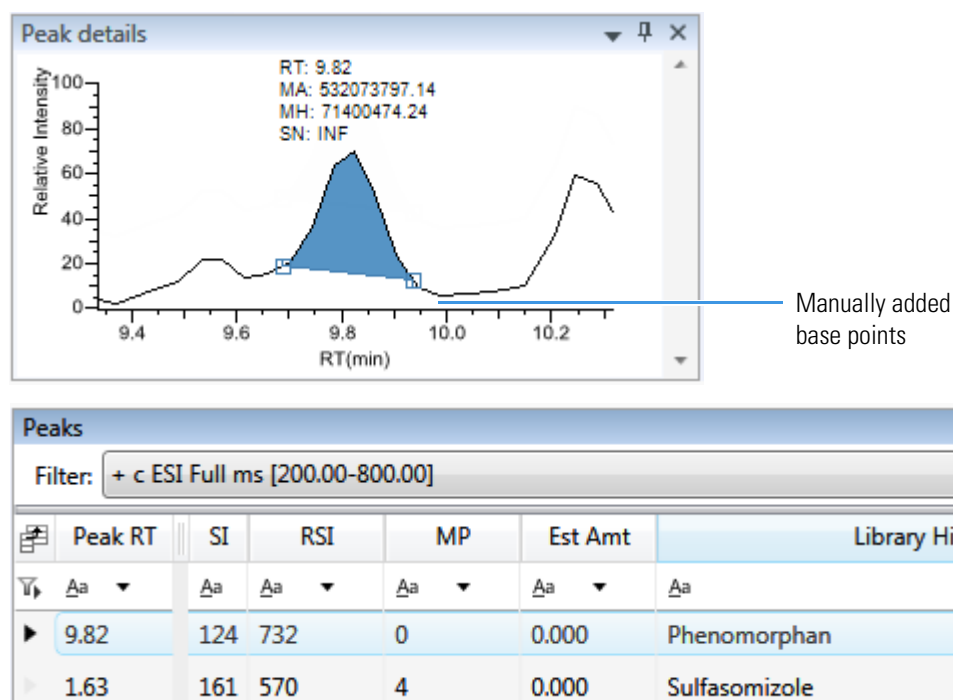 Peak details
RT: 9.82
MA: 532073797.14
MH: 71400474.24
SN: INF
Relative Intensity
100
80
60
40
20
0
9.4 9.6 9.8 10.0 10.2
RT(min)
Manually added
base points
Peaks
Filter: + c ESI Full ms [200.00-800.00]
Peak RT SI RSI MP Est Amt Library Hi
Aa Aa Aa Aa Aa Aa
9.82 124 732 0 0.000 Phenomorphan
1.63 161 570 4 0.000 Sulfasomizole